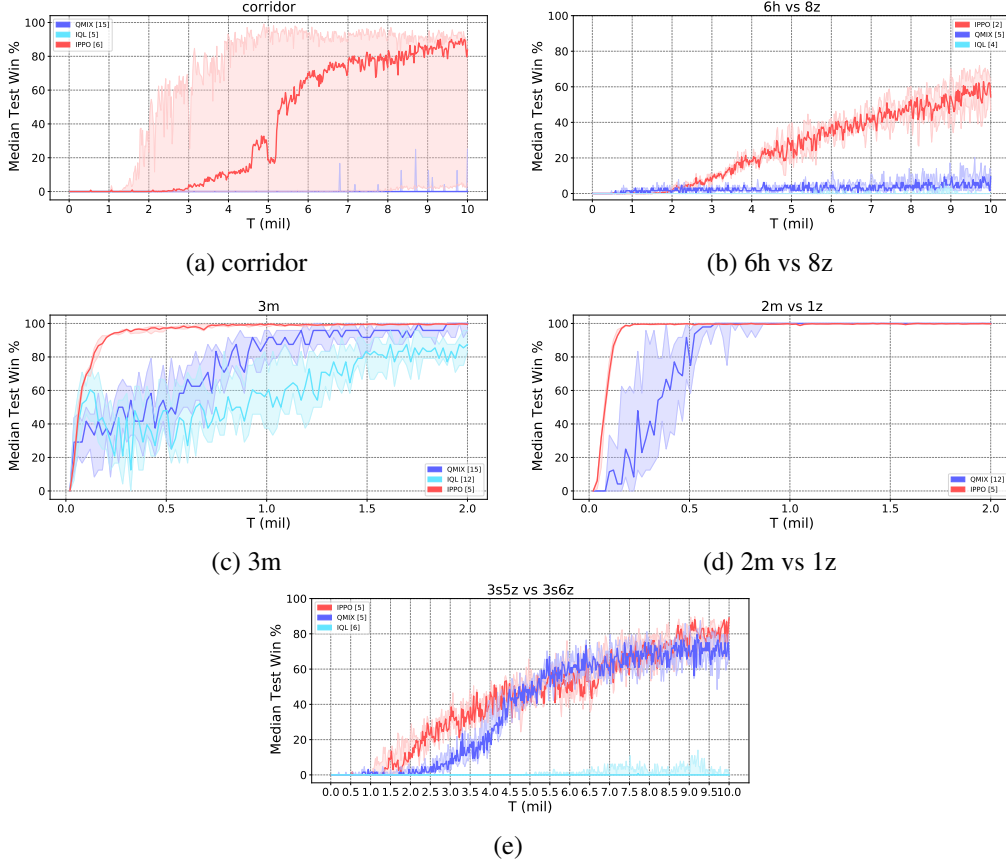 corridor
QMIX [15]
IQL [5]
IPPO [6]
Median Test Win %
100
80
60
40
20
0
0 1 2 3 4 5 6 7 8 9 10
T (mil)
(a) corridor
6h vs 8z
IPPO [2]
QMIX [5]
IQL [4]
Median Test Win %
100
80
60
40
20
0
0 1 2 3 4 5 6 7 8 9 10
T (mil)
(b) 6h vs 8z
3m
Median Test Win %
100
80
60
40
20
0
QMIX [15]
IQL [12]
IPPO [5]
0.0 0.5 1.0 1.5 2.0
T (mil)
(c) 3m
2m vs 1z
Median Test Win %
100
80
60
40
20
0
QMIX [12]
IPPO [5]
0.0 0.5 1.0 1.5 2.0
T (mil)
(d) 2m vs 1z
3s5z vs 3s6z
IPPO [5]
QMIX [5]
IQL [6]
Median Test Win %
100
80
60
40
20
0
0.0 0.5 1.0 1.5 2.0 2.5 3.0 3.5 4.0 4.5 5.0 5.5 6.0 6.5 7.0 7.5 8.0 8.5 9.0 9.5 10.0
T (mil)
(e)